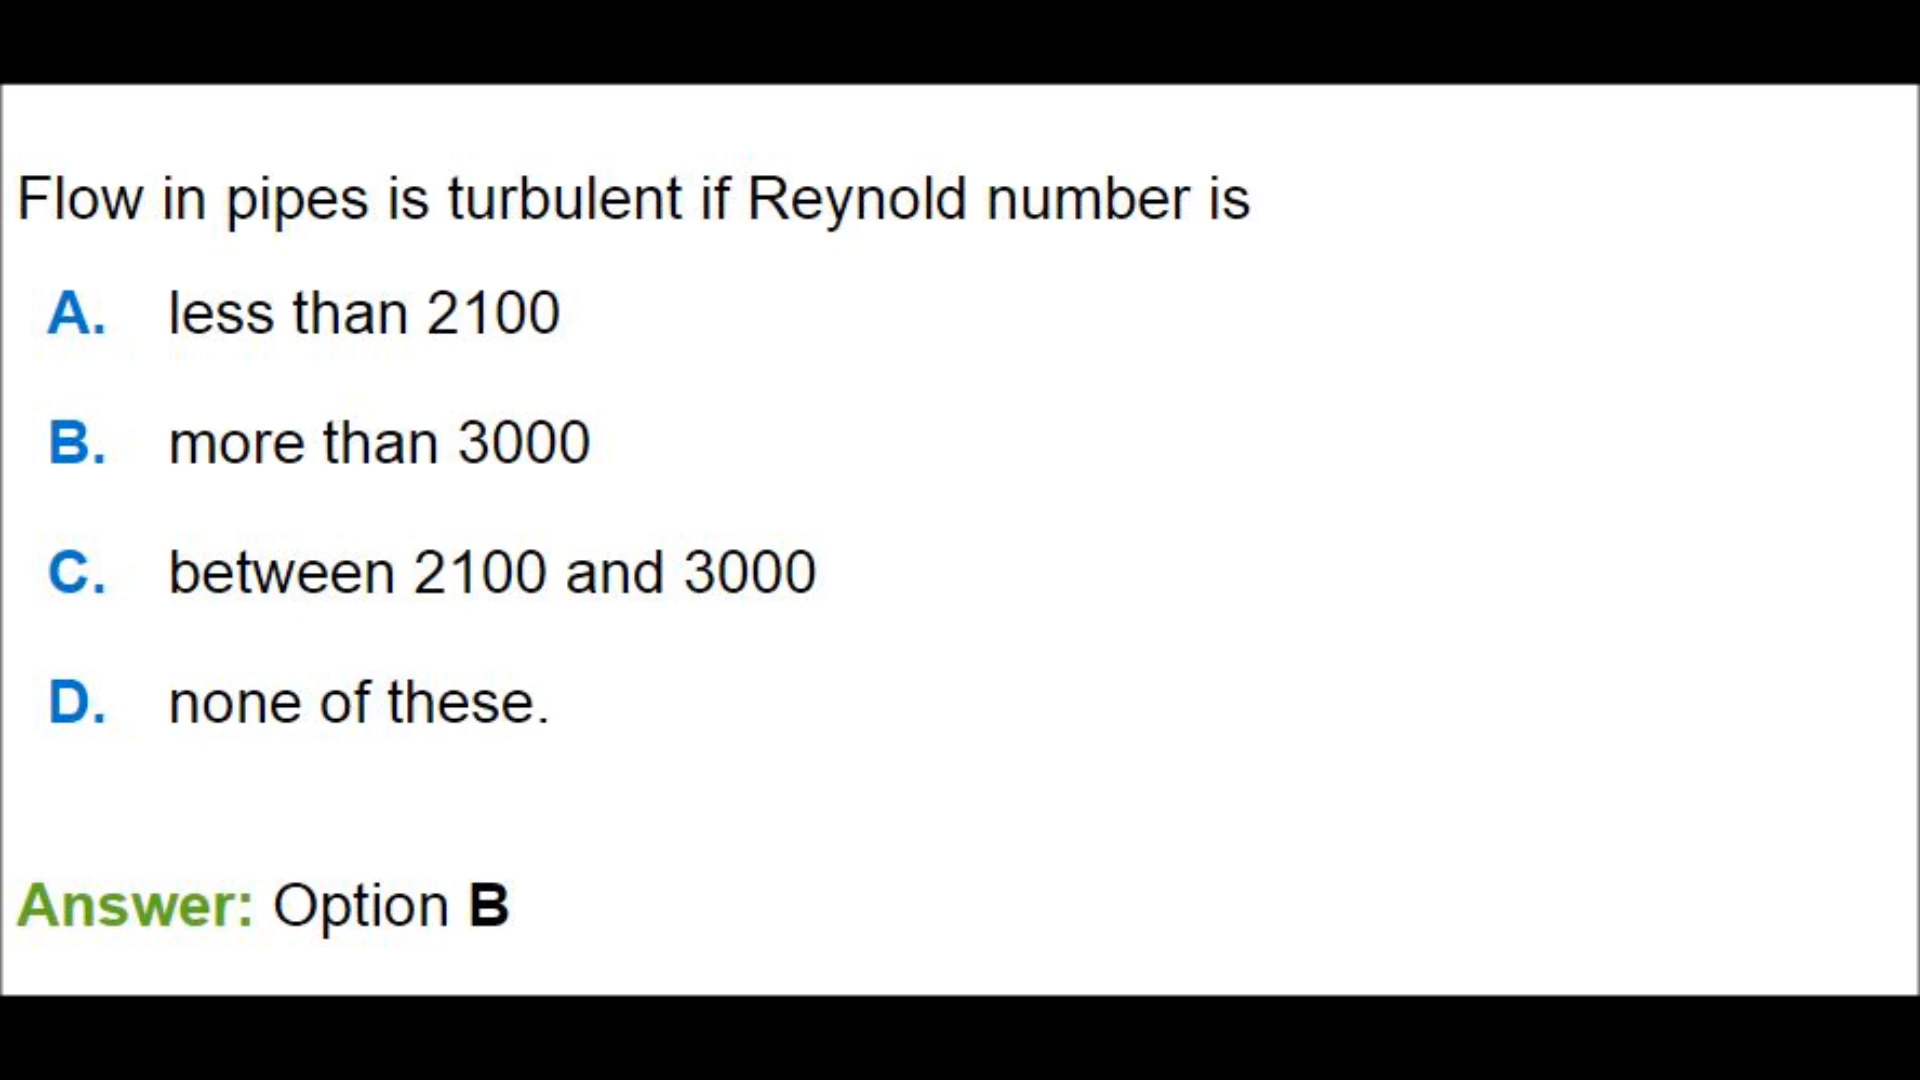 Flow in pipes is turbulent if Reynold number is
A. less than 2100
B. more than 3000
C. between 2100 and 3000
D. none of these.
Answer: Option B